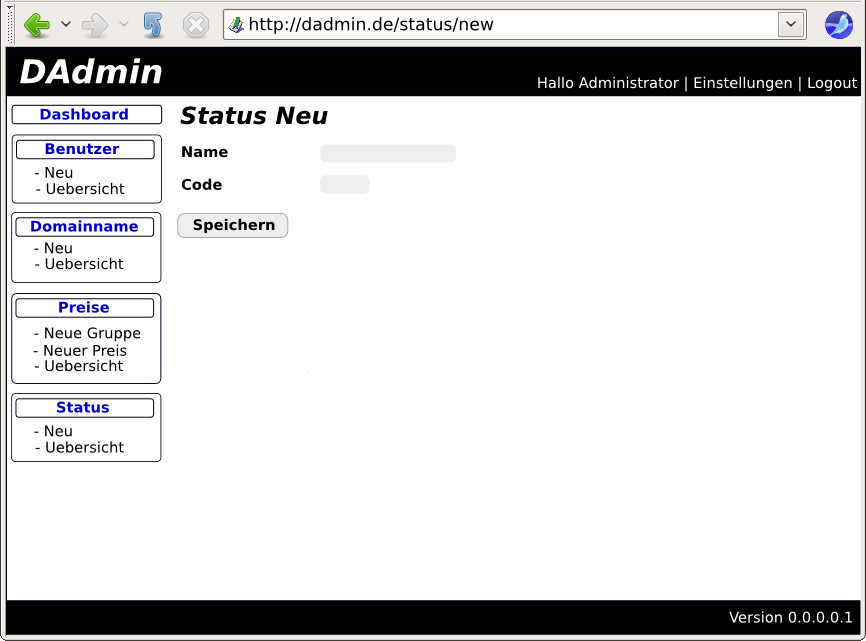 http://dadmin.de/status/new
DAdmin
Hallo Administrator | Einstellungen | Logout
Dashboard
Benutzer
- Neu
- Uebersicht
Domainname
- Neu
- Uebersicht
Preise
- Neue Gruppe
- Neuer Preis
- Uebersicht
Status
- Neu
- Uebersicht
Status Neu
Name
Code
Speichern
Version 0.0.0.0.1